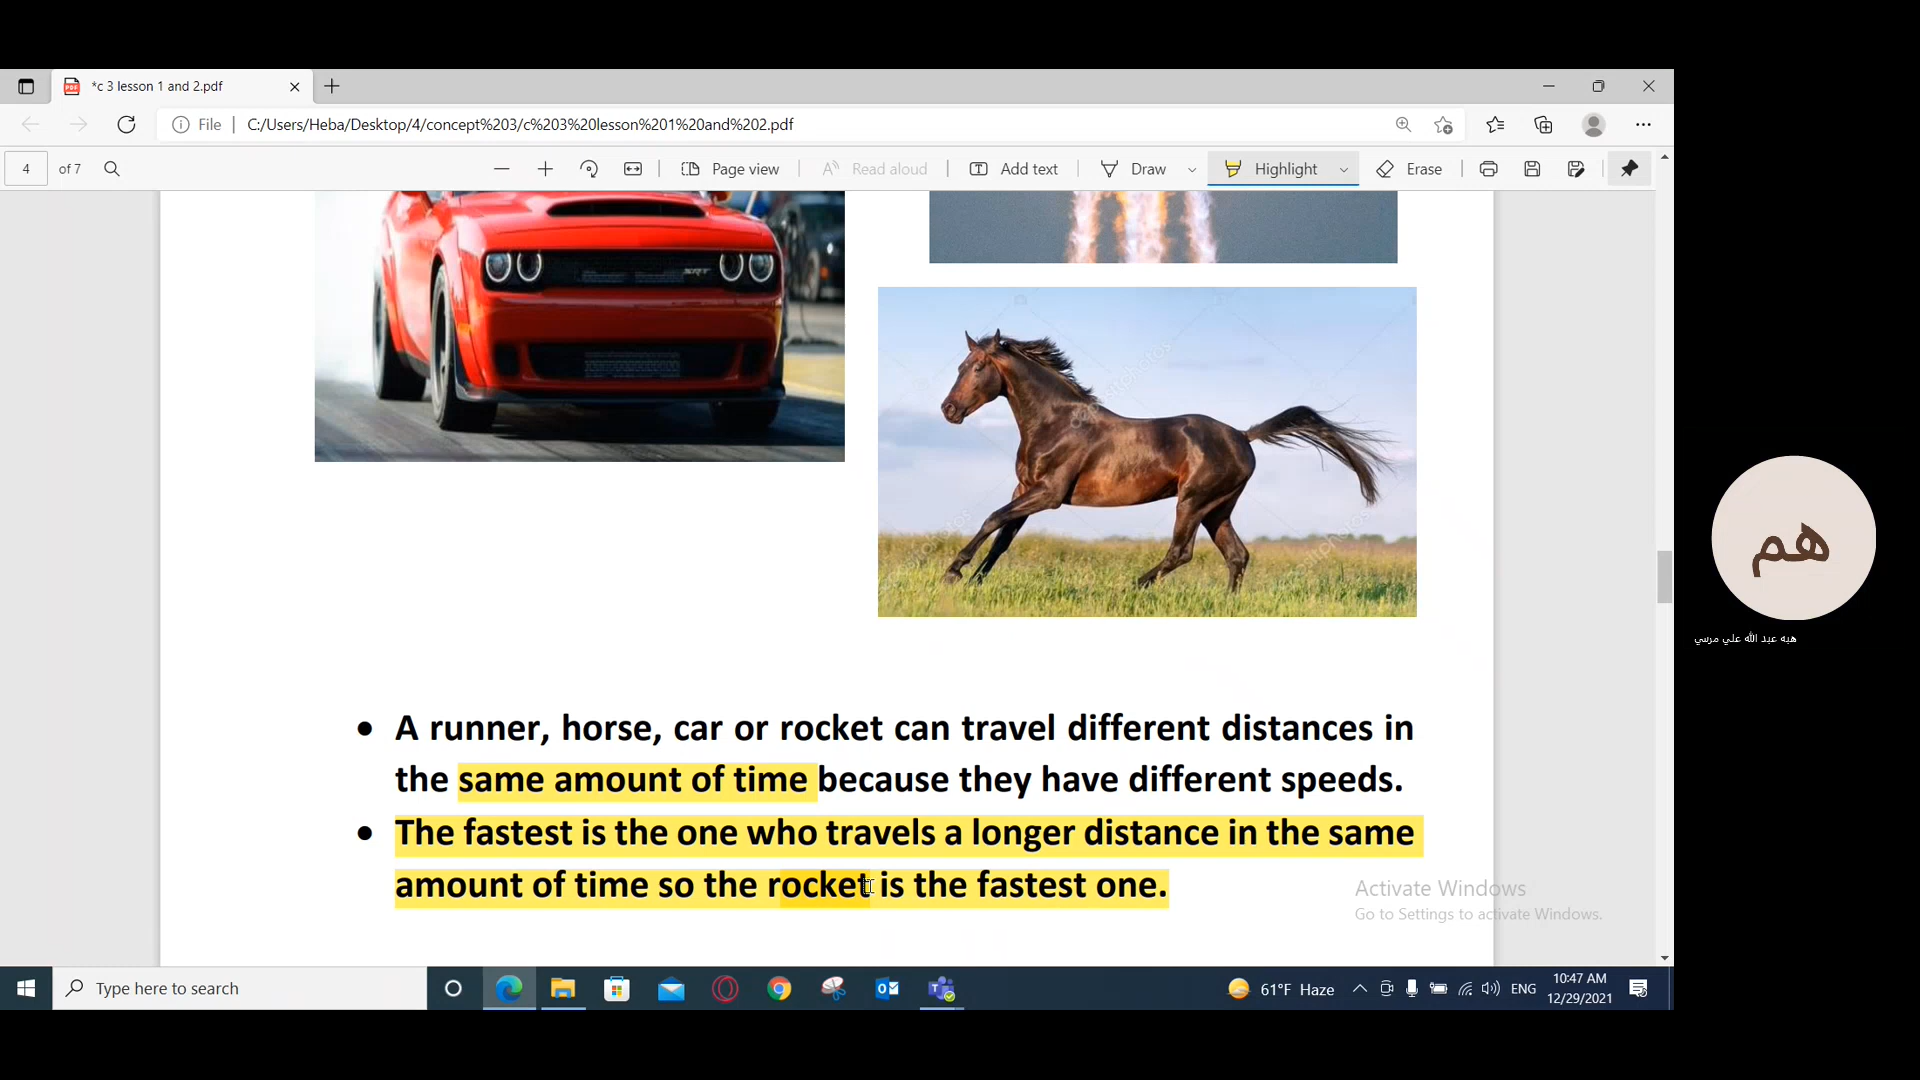 *c 3 lesson 1 and 2.pdf
File
C:/Users/Heba/Desktop/4/concept%203/c%203%20lesson%201%20and%202.pdf
4 of 7
Page view
Read aloud
Add text
Draw
Highlight
Erase
SRT
هم
هبه عبد الله علي مرسي
• A runner, horse, car or rocket can travel different distances in
the same amount of time because they have different speeds.
• The fastest is the one who travels a longer distance in the same
amount of time so the rocket is the fastest one.
Activate Windows
Go to Settings to activate Windows.
Type here to search
61°F Haze
ENG
10:47 AM
12/29/2021